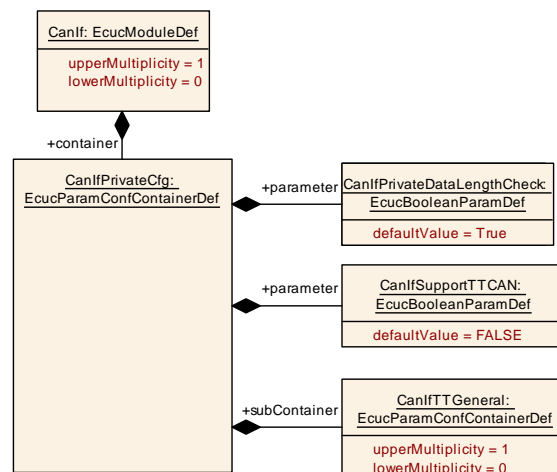 CanIf: EcucModuleDef
upperMultiplicity = 1
lowerMultiplicity = 0
+container
CanIfPrivateCfg:
EcucParamConfContainerDef
+parameter
CanIfPrivateDataLengthCheck:
EcucBooleanParamDef
defaultValue = True
+parameter
CanIfSupportTTCAN:
EcucBooleanParamDef
defaultValue = FALSE
+subContainer
CanIfTTGeneral:
EcucParamConfContainerDef
upperMultiplicity = 1
lowerMultiplicity = 0